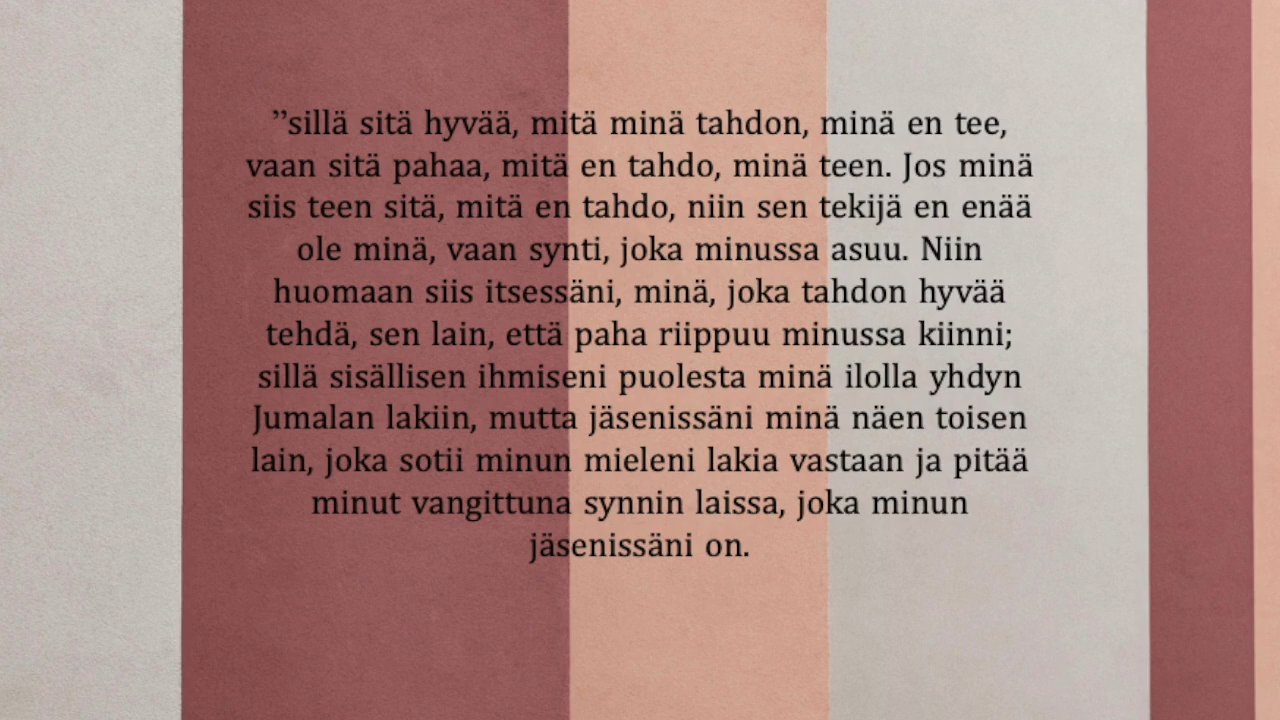 ”sillä sitä hyvää, mitä minä tahdon, minä en tee,
vaan sitä pahaa, mitä en tahdo, minä teen. Jos minä
siis teen sitä, mitä en tahdo, niin sen tekijä en enää
ole minä, vaan synti, joka minussa asuu. Niin
huomaan siis itsessäni, minä, joka tahdon hyvää
tehdä, sen lain, että paha riippuu minussa kiinni;
sillä sisällisen ihmiseni puolesta minä ilolla yhdyn
Jumalan lakiin, mutta jäsenissäni minä näen toisen
lain, joka sotii minun mieleni lakia vastaan ja pitää
minut vangittuna synnin laissa, joka minun
jäsenissäni on.